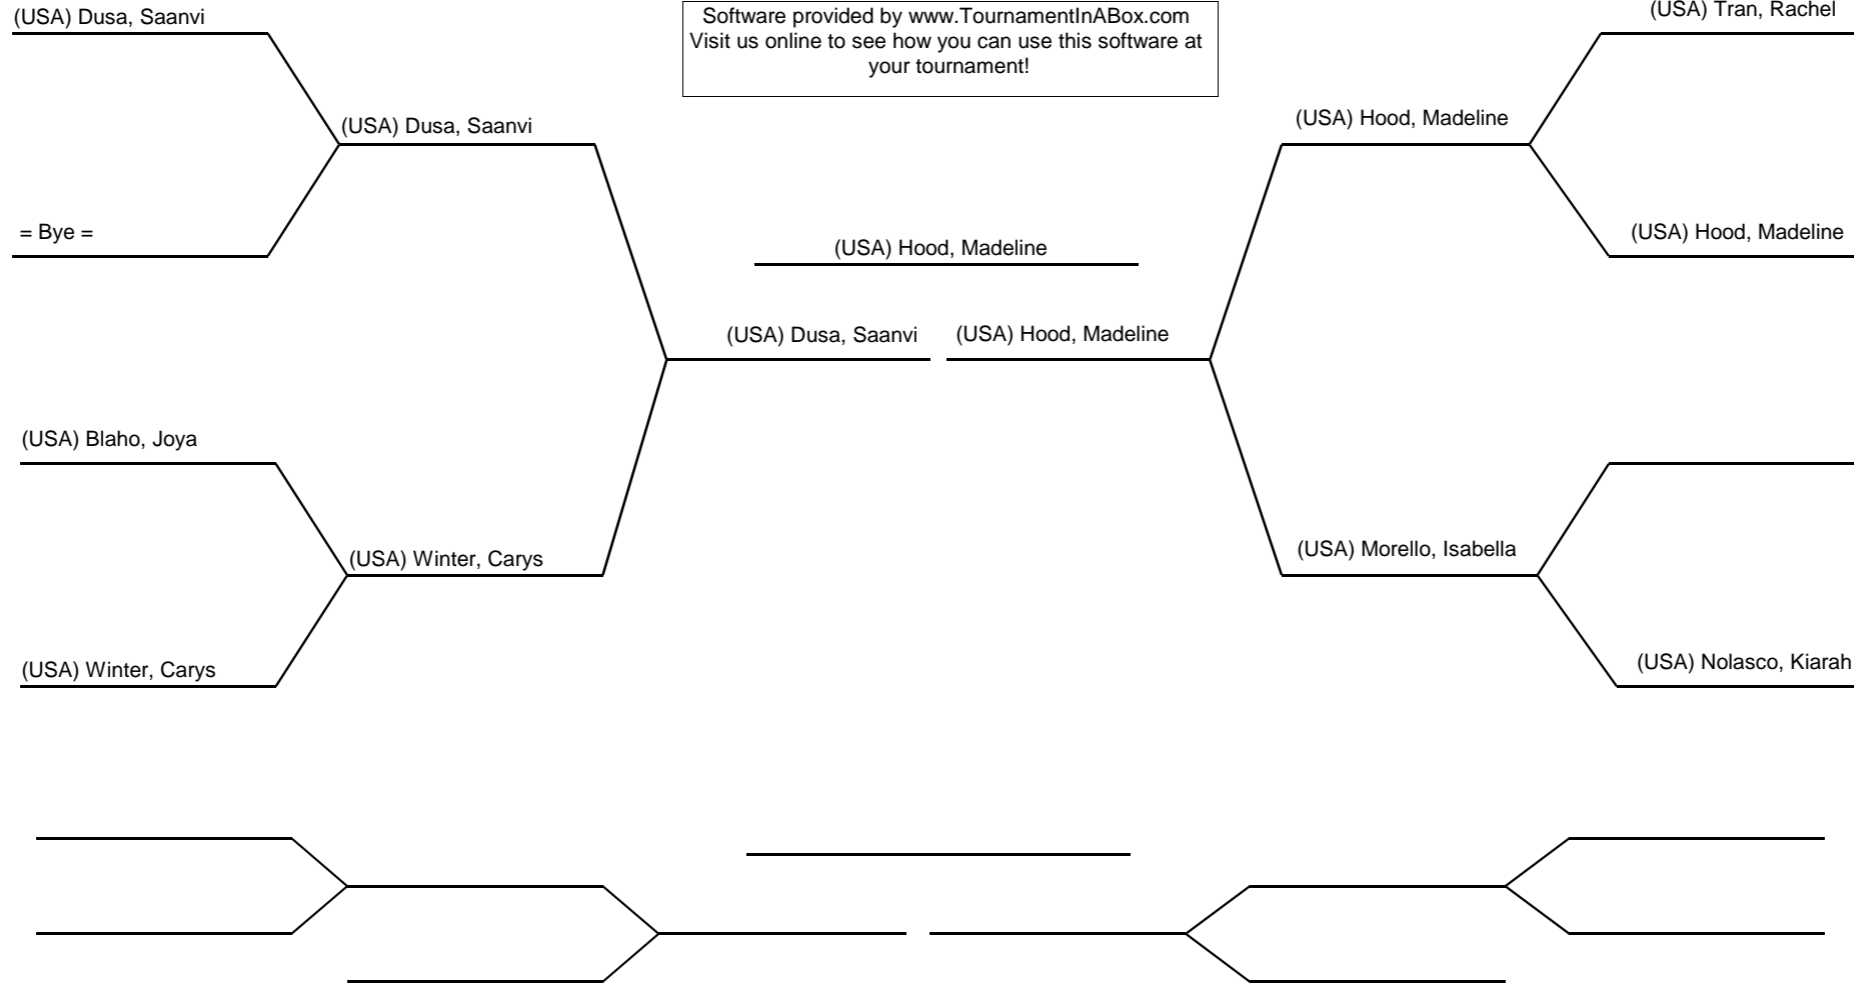 (USA) Dusa, Saanvi
Software provided by www.TournamentInABox.com
Visit us online to see how you can use this software at
your tournament!
(USA) Tran, Rachel
(USA) Dusa, Saanvi
(USA) Hood, Madeline
= Bye =
(USA) Hood, Madeline
(USA) Hood, Madeline
(USA) Dusa, Saanvi
(USA) Hood, Madeline
(USA) Blaho, Joya
(USA) Winter, Carys
(USA) Morello, Isabella
(USA) Winter, Carys
(USA) Nolasco, Kiarah